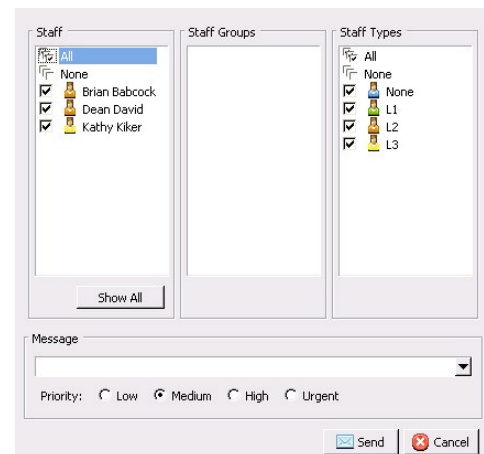 Staff
All
None
Brian Babcock
Dean David
Kathy Kiker
Show All
Staff Groups
Staff Types
All
None
None
L1
L2
L3
Message
Priority: Low Medium High Urgent
Send Cancel